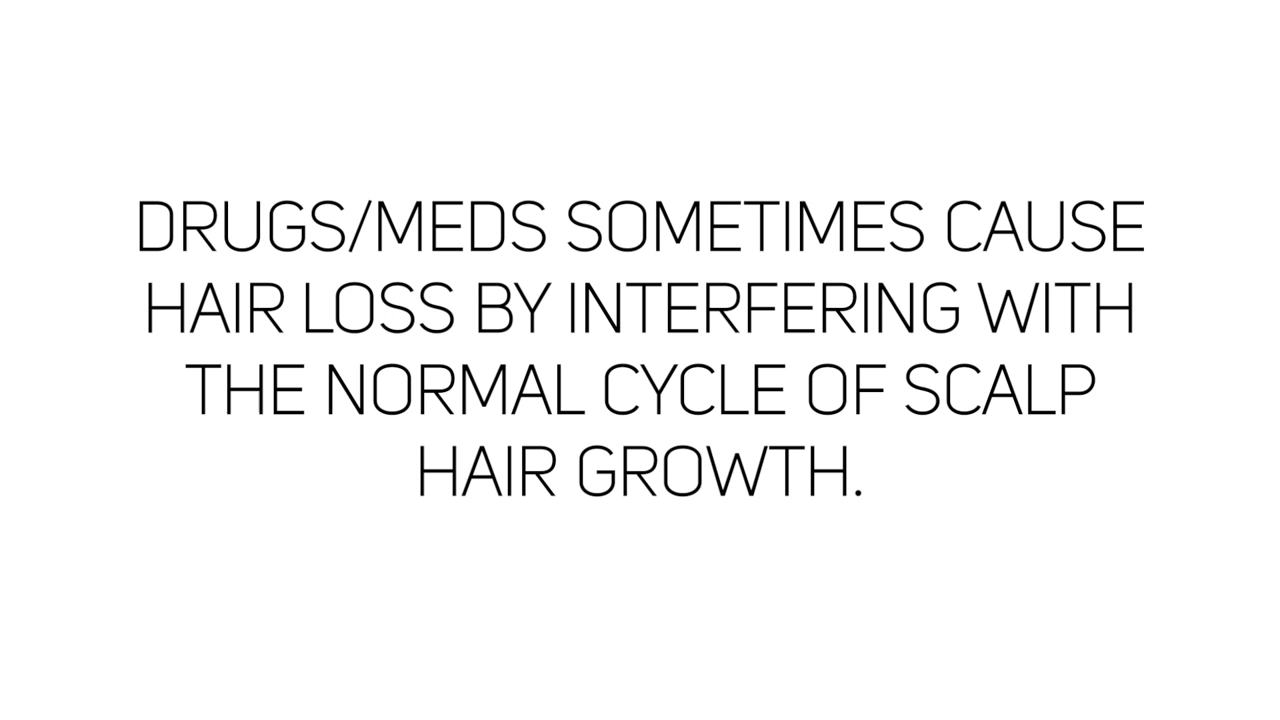 DRUGS/MEDS SOMETIMES CAUSE
HAIR LOSS BY INTERFERING WITH
THE NORMAL CYCLE OF SCALP
HAIR GROWTH.